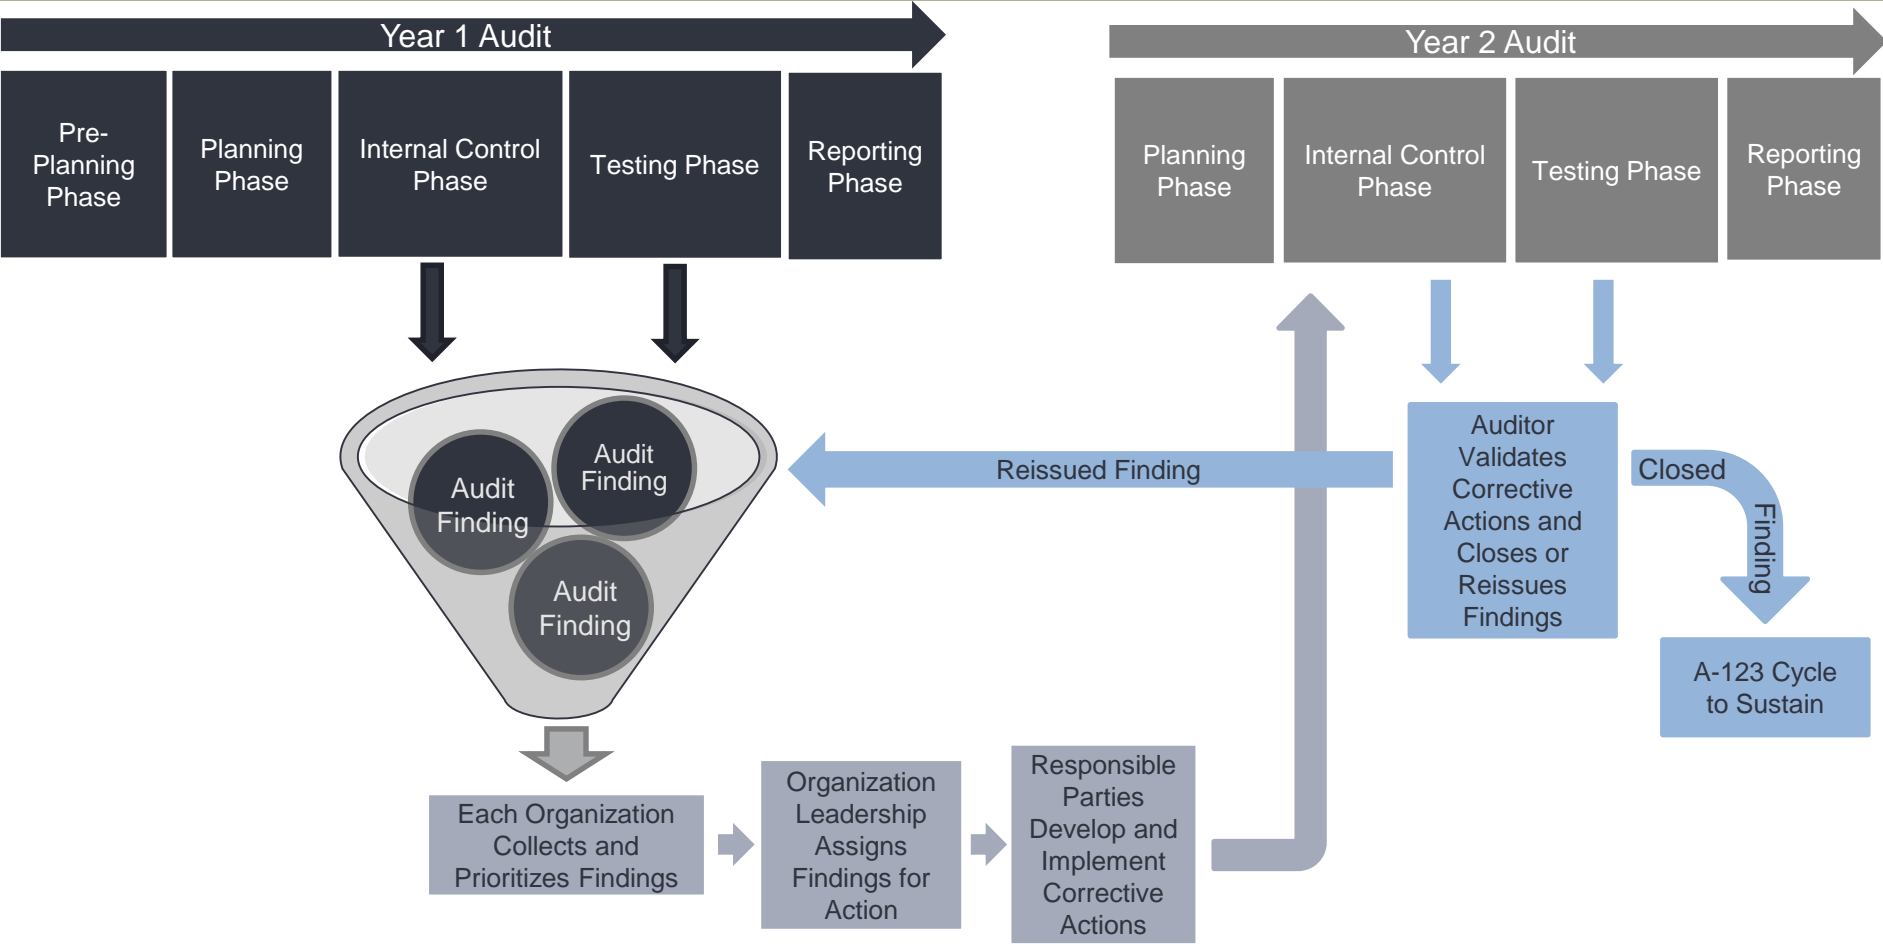 Year 1 Audit
Pre-
Planning
Phase
Planning
Phase
Internal Control
Phase
Testing Phase
Reporting
Phase
Year 2 Audit
Planning
Phase
Internal Control
Phase
Testing Phase
Reporting
Phase
Audit
Finding
Audit
Finding
Audit
Finding
Reissued Finding
Auditor
Validates
Corrective
Actions and
Closes or
Reissues
Findings
Closed
Finding
A-123 Cycle
to Sustain
Each Organization
Collects and
Prioritizes Findings
Organization
Leadership
Assigns
Findings for
Action
Responsible
Parties
Develop and
Implement
Corrective
Actions